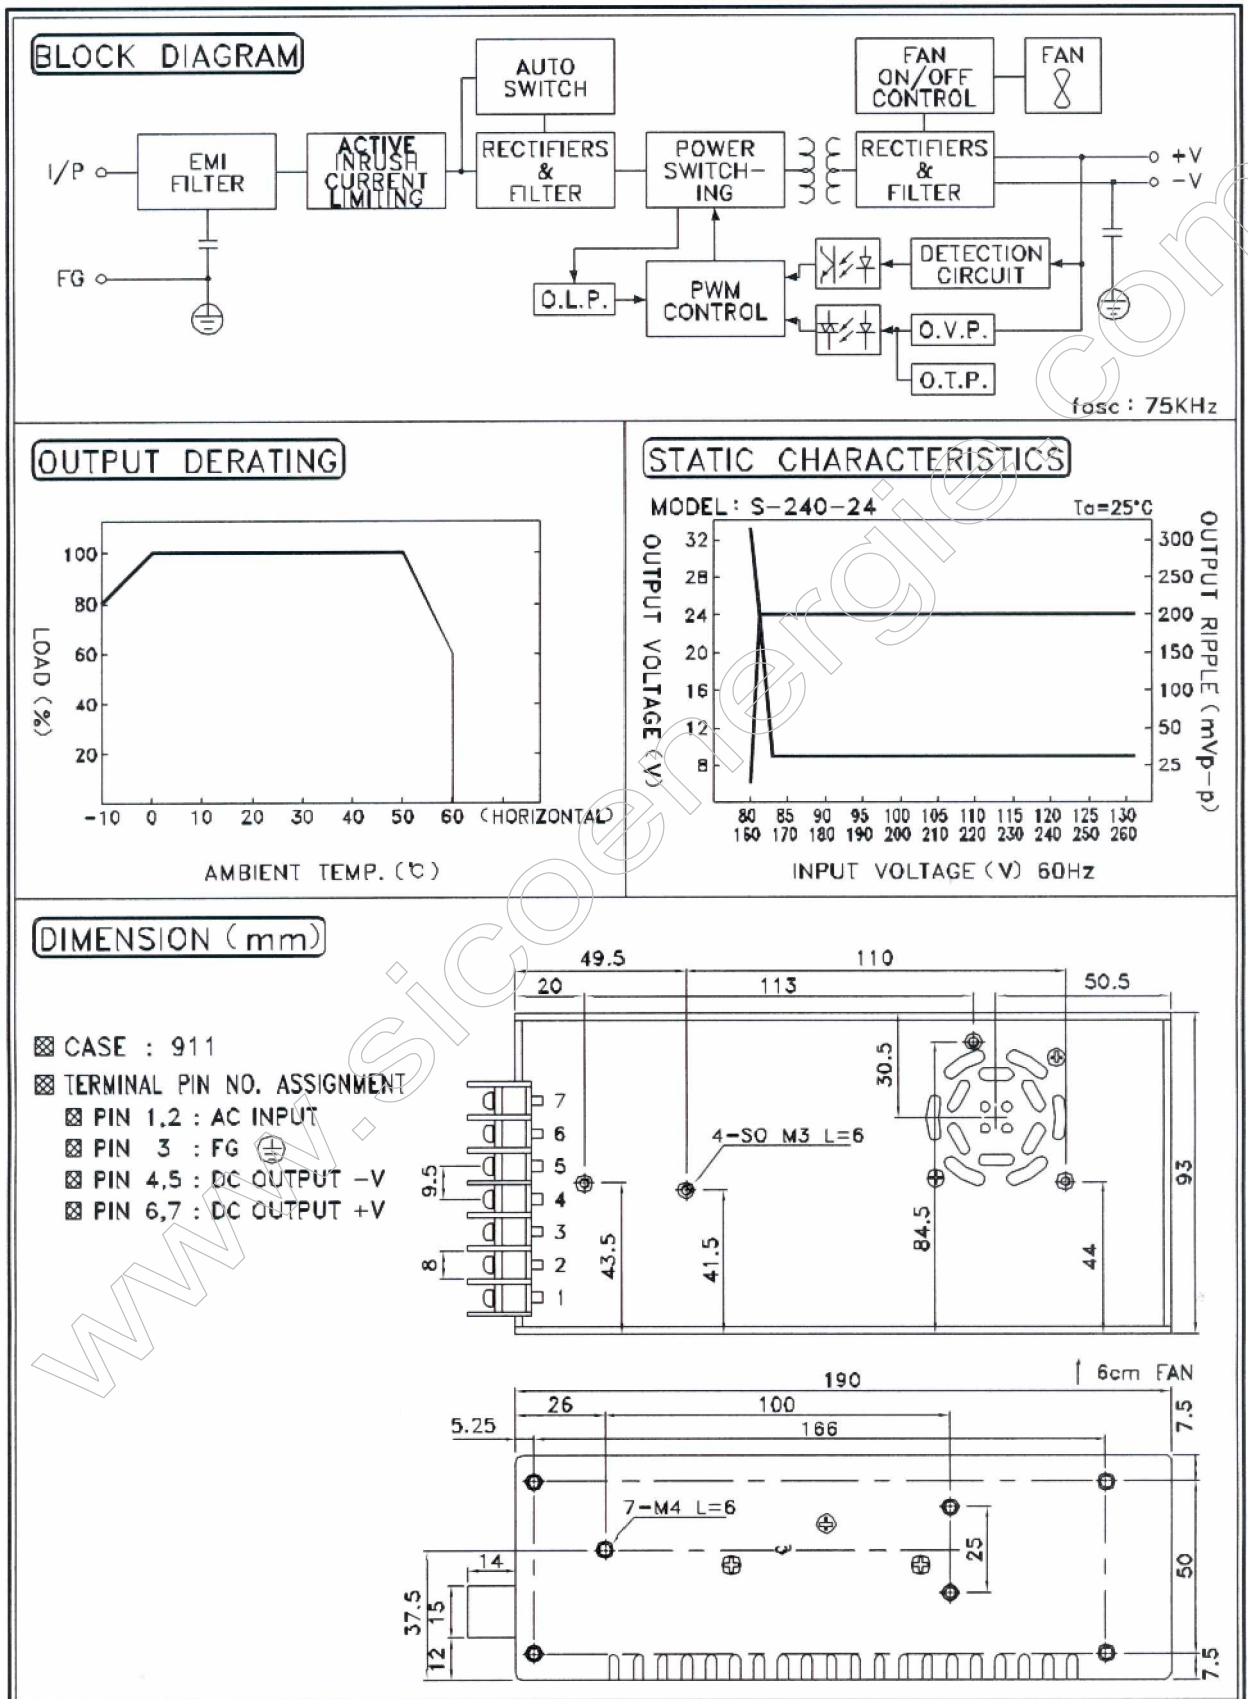 BLOCK DIAGRAM
AUTO
SWITCH
FAN
ON/OFF
CONTROL
FAN
I/P
EMI
FILTER
ACTIVE
INRUSH
CURRENT
LIMITING
RECTIFIERS
&
FILTER
POWER
SWITCH-
ING
RECTIFIERS
&
FILTER
+V
-V
FG
O.L.P.
PWM
CONTROL
DETECTION
CIRCUIT
O.V.P.
O.T.P.
fosc : 75KHz
OUTPUT DERATING
LOAD (%)
100
80
60
40
20
-10 0 10 20 30 40 50 60 (HORIZONTAL)
AMBIENT TEMP. (℃)
STATIC CHARACTERISTICS
MODEL: S-240-24 Ta=25°C
OUTPUT VOLTAGE (V)
32
28
24
20
16
12
8
300
250
200
150
100
50
25
OUTPUT RIPPLE (mVp-p)
80 85 90 95 100 105 110 115 120 125 130
160 170 180 190 200 210 220 230 240 250 260
INPUT VOLTAGE (V) 60Hz
DIMENSION (mm)
CASE : 911
TERMINAL PIN NO. ASSIGNMENT
PIN 1,2 : AC INPUT
PIN 3 : FG
PIN 4,5 : DC OUTPUT -V
PIN 6,7 : DC OUTPUT +V
49.5 110
20 113 50.5
30.5
7
6
5
4
3
2
1
9.5
8
4-SO M3 L=6
43.5
41.5
84.5
44
93
6cm FAN
190
26 100
5.25 166
7.5
7-M4 L=6
14
37.5
15
12
25
50
7.5
www.sicoenergie.com